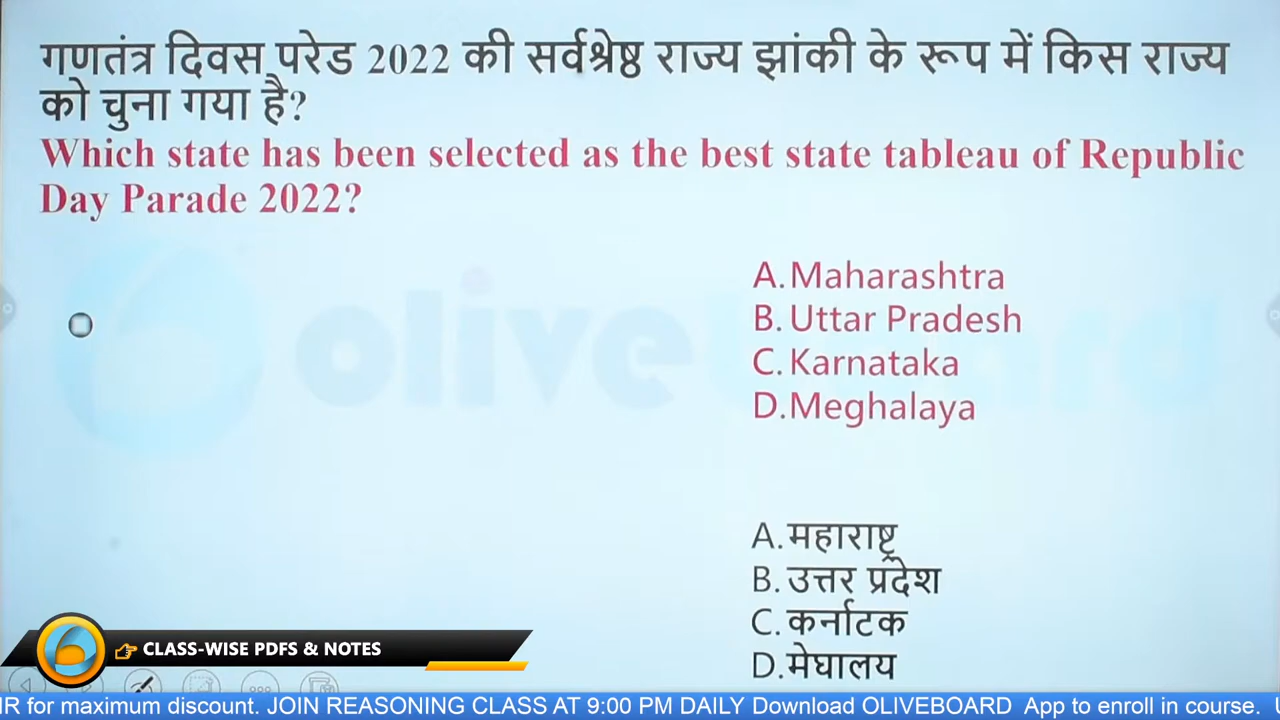 गणतंत्र दिवस परेड 2022 की सर्वश्रेष्ठ राज्य झांकी के रूप में किस राज्य
को चुना गया है?
Which state has been selected as the best state tableau of Republic
Day Parade 2022?
oliveboard
A. Maharashtra
B. Uttar Pradesh
C. Karnataka
D. Meghalaya
A. महाराष्ट्र
B. उत्तर प्रदेश
C. कर्नाटक
D. मेघालय
CLASS-WISE PDFS & NOTES
for maximum discount. JOIN REASONING CLASS AT 9:00 PM DAILY Download OLIVEBOARD App to enroll in course.